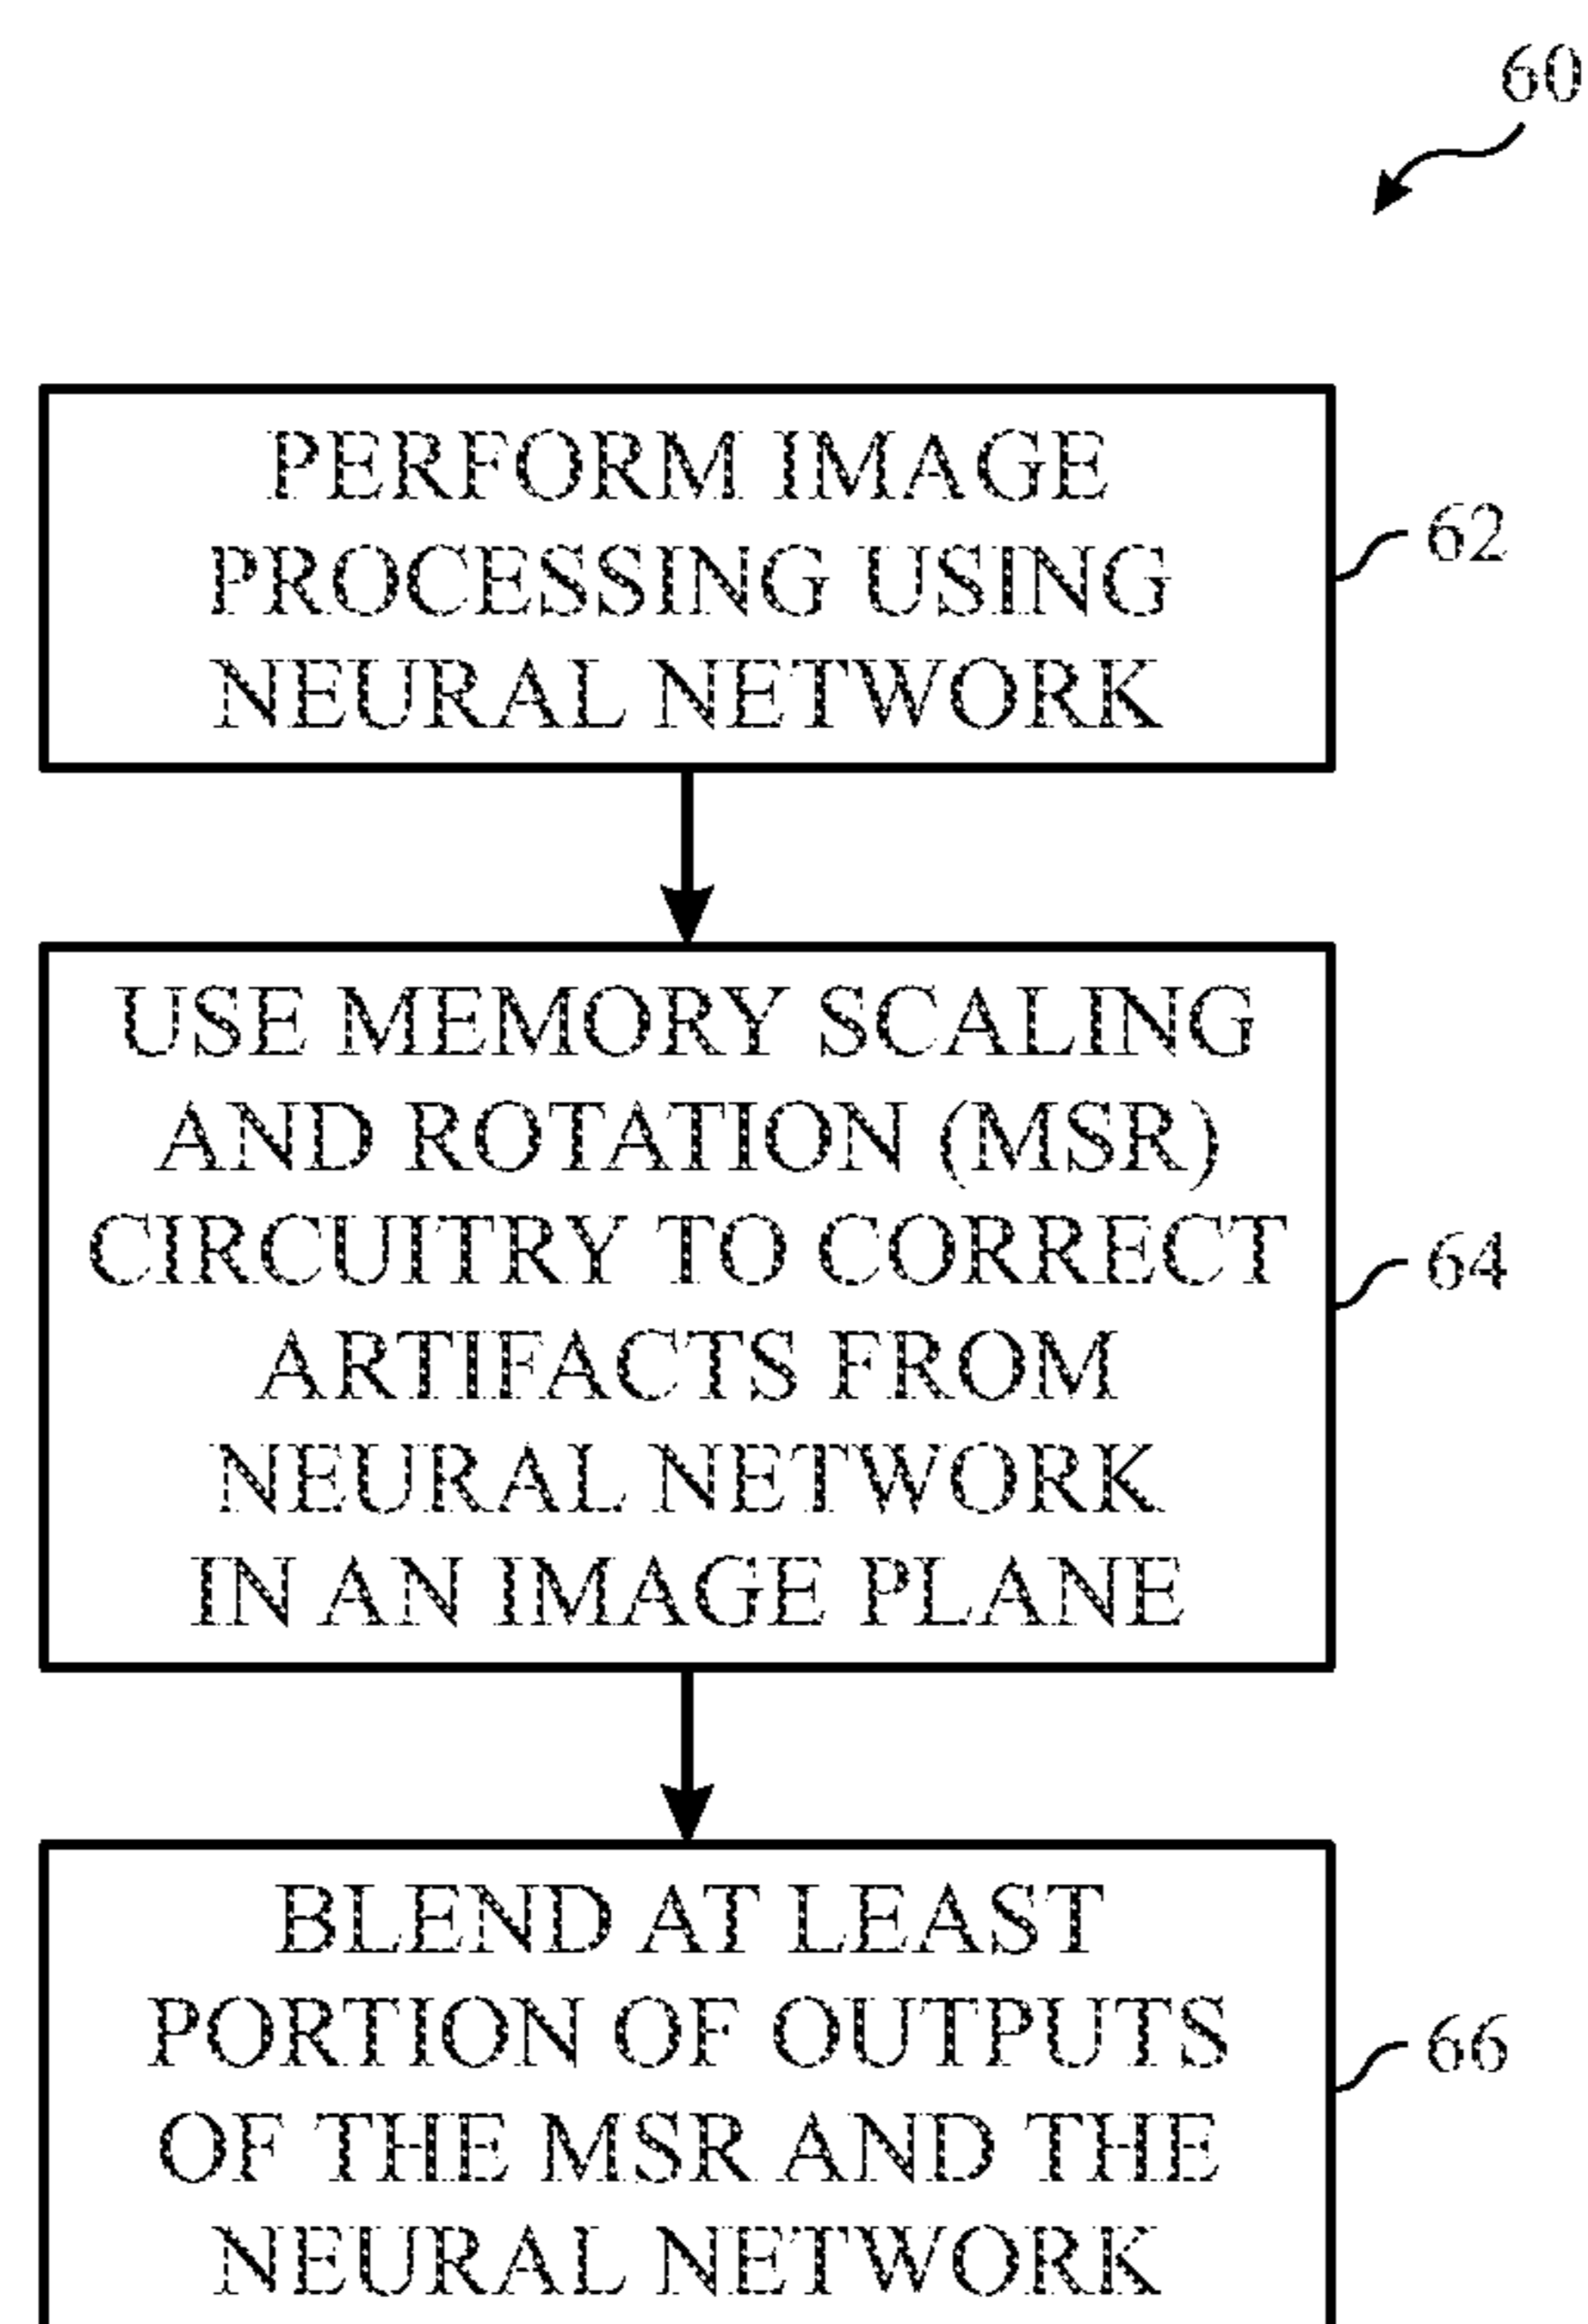 60
PERFORM IMAGE
PROCESSING USING
NEURAL NETWORK
62
USE MEMORY SCALING
AND ROTATION (MSR)
CIRCUITRY TO CORRECT
ARTIFACTS FROM
NEURAL NETWORK
IN AN IMAGE PLANE
64
BLEND AT LEAST
PORTION OF OUTPUTS
OF THE MSR AND THE
NEURAL NETWORK
66